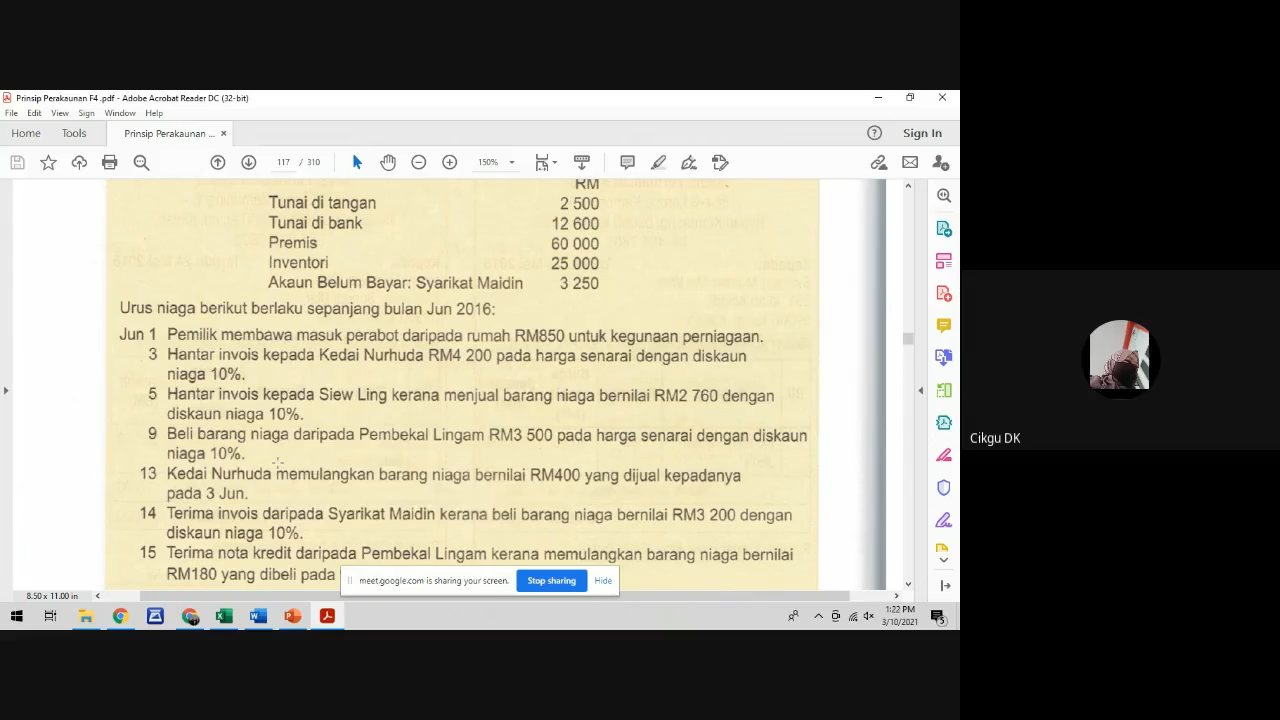 Prinsip Perakaunan F4 .pdf - Adobe Acrobat Reader DC (32-bit)
File Edit View Sign Window Help
Home Tools Prinsip Perakaunan ... × Sign In
117 / 310 150%
RM
Tunai di tangan 2 500
Tunai di bank 12 600
Premis 60 000
Inventori 25 000
Akaun Belum Bayar: Syarikat Maidin 3 250
Urus niaga berikut berlaku sepanjang bulan Jun 2016:
Jun 1 Pemilik membawa masuk perabot daripada rumah RM850 untuk kegunaan perniagaan.
3 Hantar invois kepada Kedai Nurhuda RM4 200 pada harga senarai dengan diskaun
niaga 10%.
5 Hantar invois kepada Siew Ling kerana menjual barang niaga bernilai RM2 760 dengan
diskaun niaga 10%.
9 Beli barang niaga daripada Pembekal Lingam RM3 500 pada harga senarai dengan diskaun
niaga 10%.
13 Kedai Nurhuda memulangkan barang niaga bernilai RM400 yang dijual kepadanya
pada 3 Jun.
14 Terima invois daripada Syarikat Maidin kerana beli barang niaga bernilai RM3 200 dengan
diskaun niaga 10%.
15 Terima nota kredit daripada Pembekal Lingam kerana memulangkan barang niaga bernilai
RM180 yang dibeli pada
meet.google.com is sharing your screen. Stop sharing Hide
8.50 x 11.00 in
1:22 PM
3/10/2021
Cikgu DK